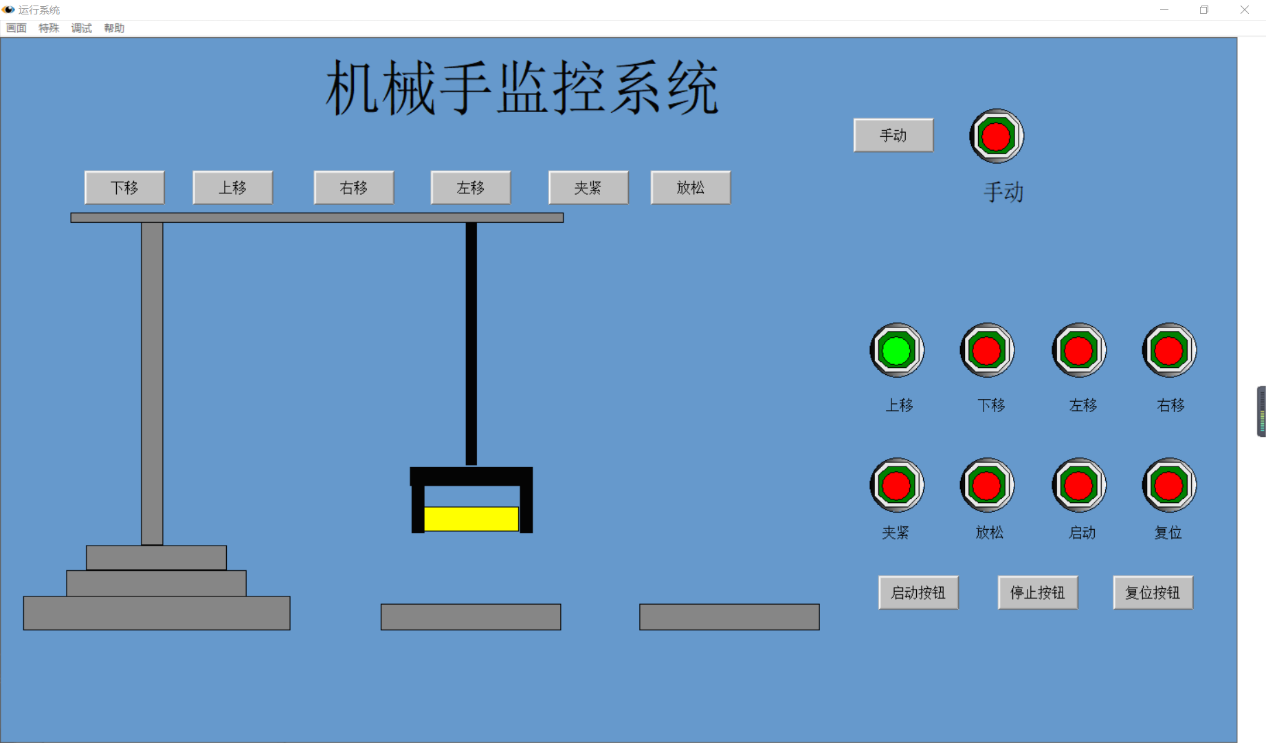 运行系统
画面 特殊 调试 帮助
机械手监控系统
手动
手动
下移 上移 右移 左移 夹紧 放松
上移 下移 左移 右移
夹紧 放松 启动 复位
启动按钮 停止按钮 复位按钮